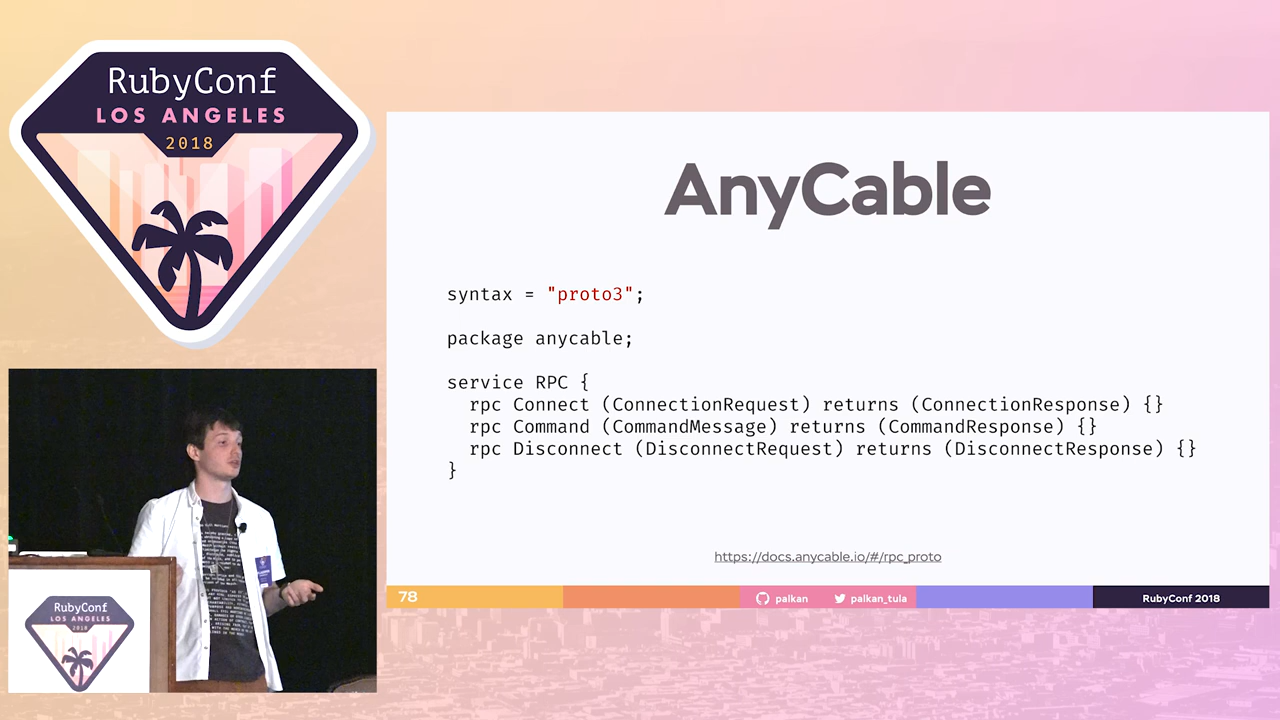 RubyConf
LOS ANGELES
2018
AnyCable
syntax = "proto3";
package anycable;
service RPC {
rpc Connect (ConnectionRequest) returns (ConnectionResponse) {}
rpc Command (CommandMessage) returns (CommandResponse) {}
rpc Disconnect (DisconnectRequest) returns (DisconnectResponse) {}
}
https://docs.anycable.io/#/rpc_proto
78
palkan
palkan_tula
RubyConf 2018
RubyConf
LOS ANGELES
2018